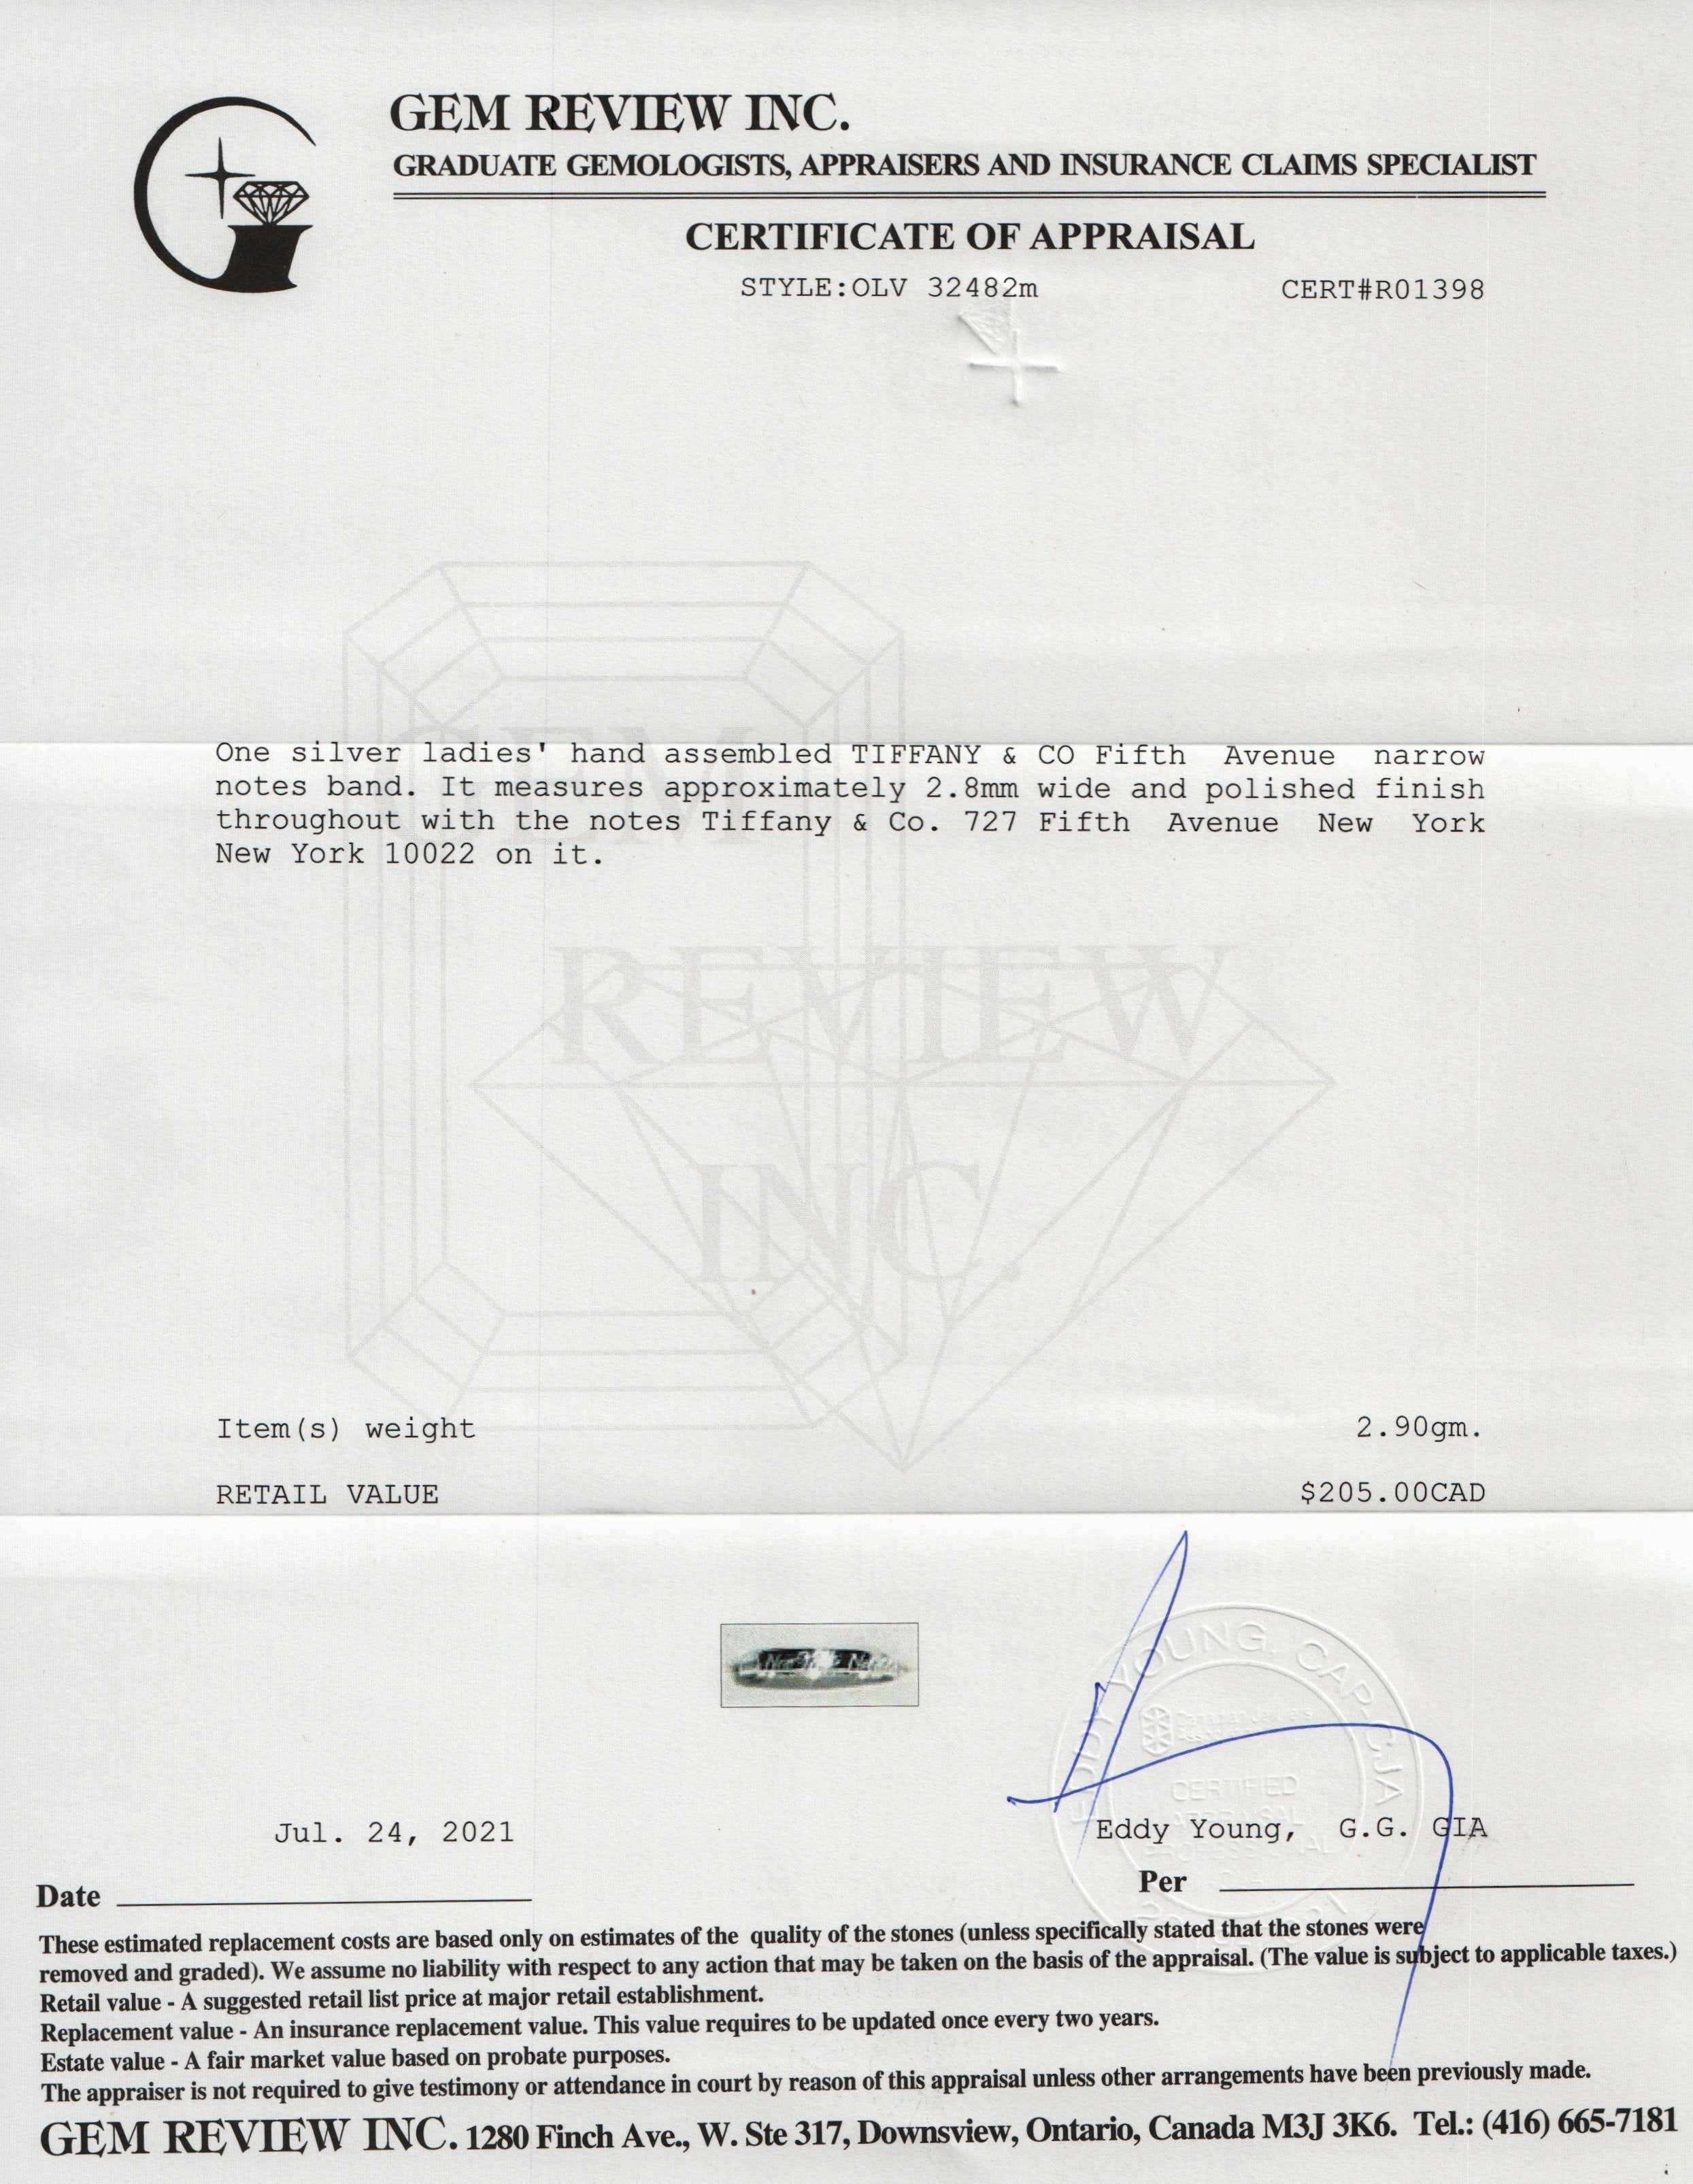 GEM REVIEW INC.
GRADUATE GEMOLOGISTS, APPRAISERS AND INSURANCE CLAIMS SPECIALIST
CERTIFICATE OF APPRAISAL
STYLE:OLV 32482m CERT#R01398
One silver ladies' hand assembled TIFFANY & CO Fifth Avenue narrow
notes band. It measures approximately 2.8mm wide and polished finish
throughout with the notes Tiffany & Co. 727 Fifth Avenue New York
New York 10022 on it.
GEM
REVIEW
INC.
Item(s) weight 2.90gm.
RETAIL VALUE $205.00CAD
EDDY YOUNG, CAP-CJA
CERTIFIED
APPRAISAL
PROFESSIONAL
Jul. 24, 2021 Eddy Young, G.G. GIA
Date Per
These estimated replacement costs are based only on estimates of the quality of the stones (unless specifically stated that the stones were
removed and graded). We assume no liability with respect to any action that may be taken on the basis of the appraisal. (The value is subject to applicable taxes.)
Retail value - A suggested retail list price at major retail establishment.
Replacement value - An insurance replacement value. This value requires to be updated once every two years.
Estate value - A fair market value based on probate purposes.
The appraiser is not required to give testimony or attendance in court by reason of this appraisal unless other arrangements have been previously made.
GEM REVIEW INC. 1280 Finch Ave., W. Ste 317, Downsview, Ontario, Canada M3J 3K6. Tel.: (416) 665-7181